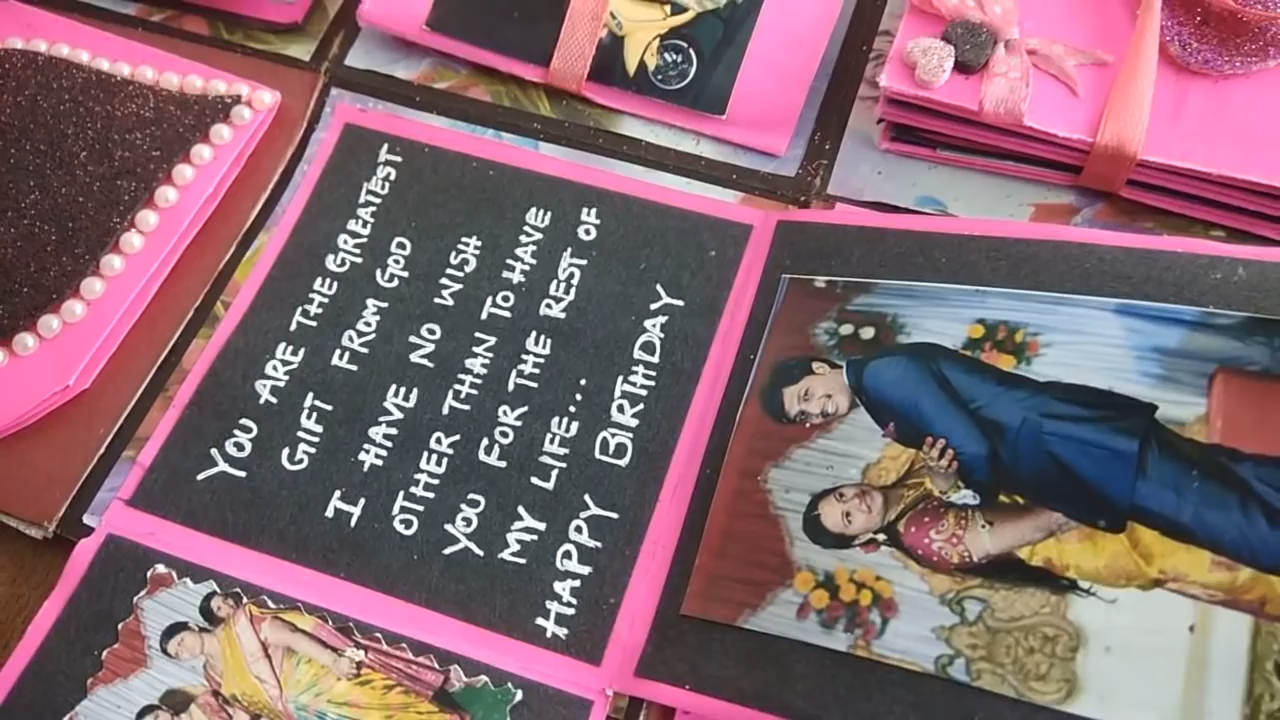 YOU ARE THE GREATEST
GIFT FROM GOD
I HAVE NO WISH
OTHER THAN TO HAVE
YOU FOR THE REST OF
MY LIFE...
HAPPY BIRTHDAY